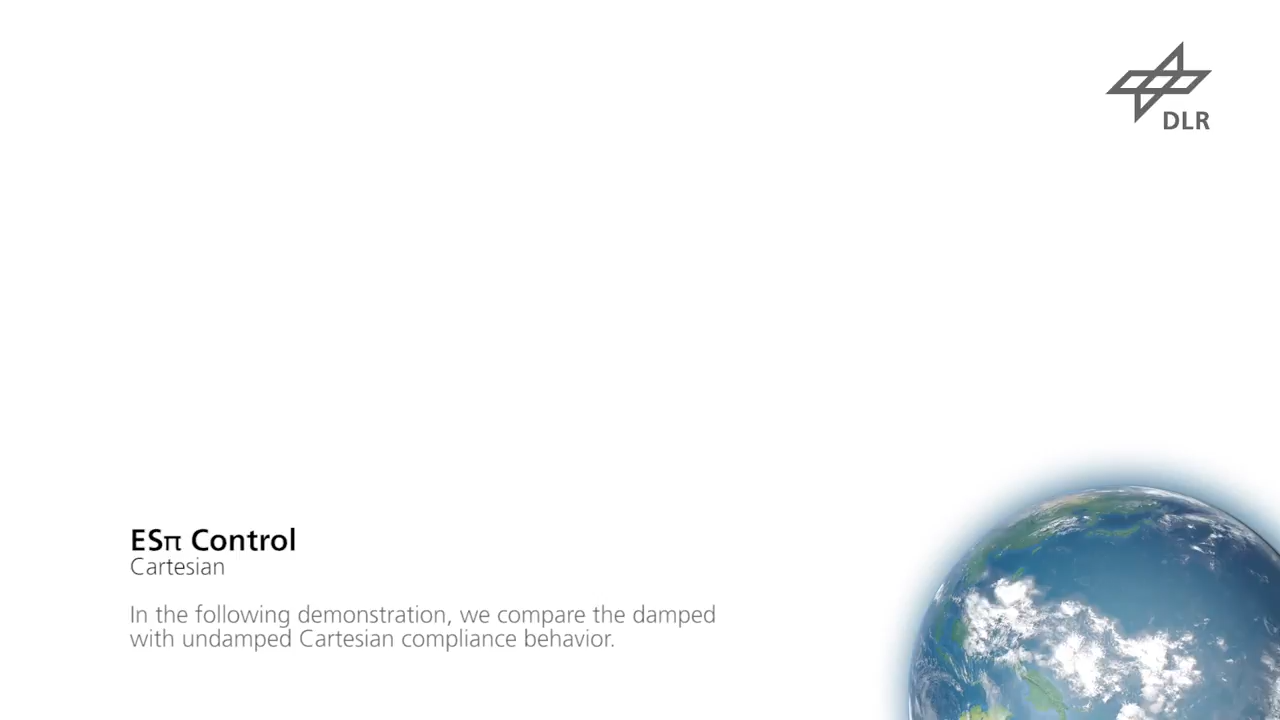 DLR
ESπ Control
Cartesian
In the following demonstration, we compare the damped
with undamped Cartesian compliance behavior.